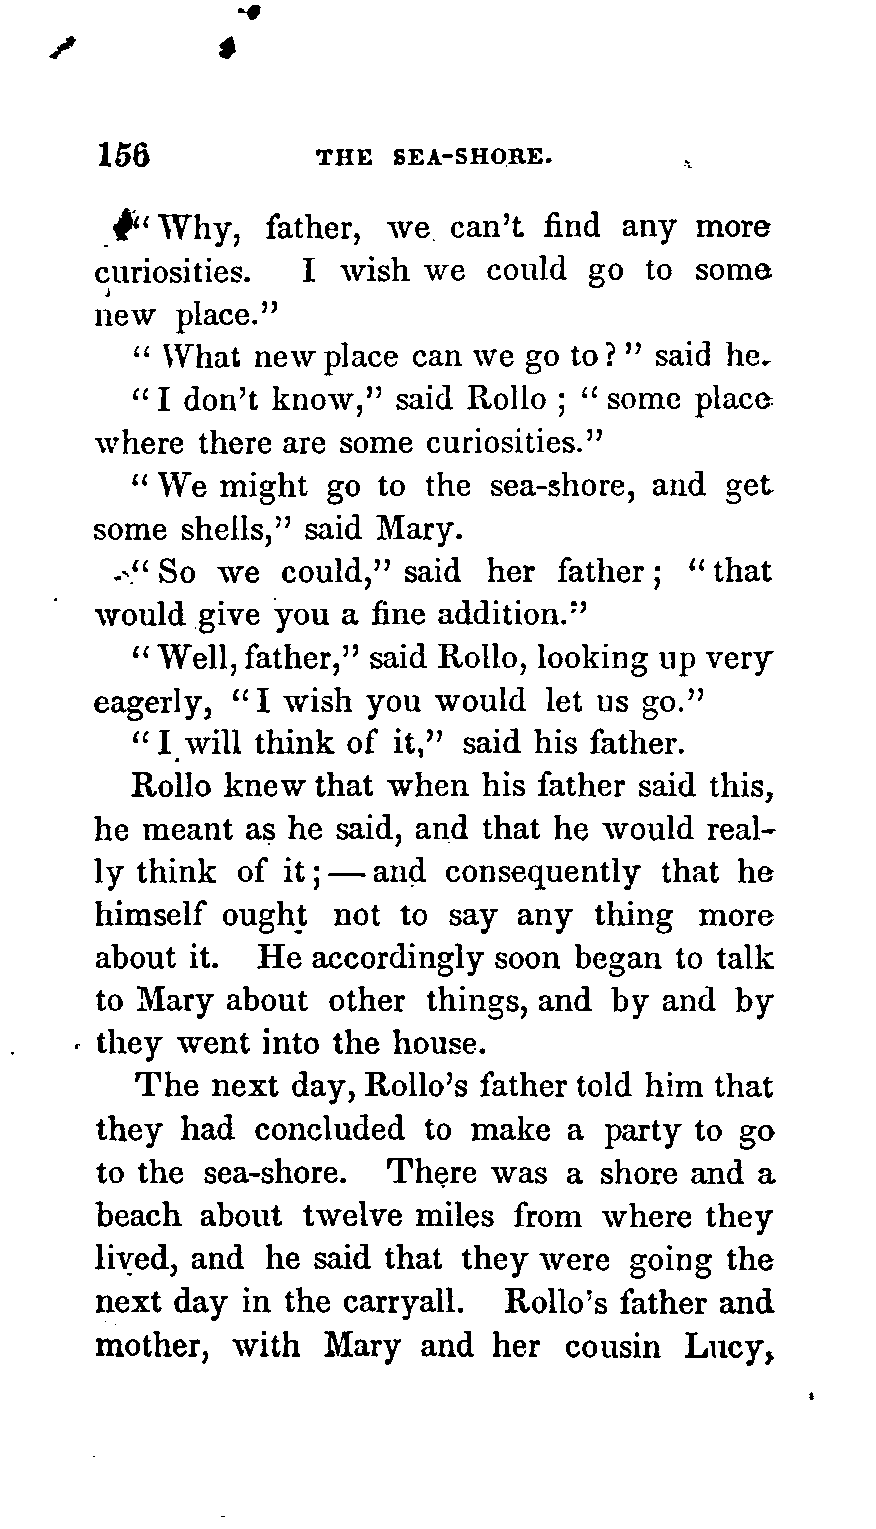 156 THE SEA-SHORE.
"Why, father, we can't find any more
curiosities. I wish we could go to some
new place."
"What new place can we go to?" said he.
"I don't know," said Rollo; "some place
where there are some curiosities."
"We might go to the sea-shore, and get
some shells," said Mary.
"So we could," said her father; "that
would give you a fine addition."
"Well, father," said Rollo, looking up very
eagerly, "I wish you would let us go."
"I will think of it," said his father.
Rollo knew that when his father said this,
he meant as he said, and that he would real-
ly think of it;—and consequently that he
himself ought not to say any thing more
about it. He accordingly soon began to talk
to Mary about other things, and by and by
they went into the house.
The next day, Rollo's father told him that
they had concluded to make a party to go
to the sea-shore. There was a shore and a
beach about twelve miles from where they
lived, and he said that they were going the
next day in the carryall. Rollo's father and
mother, with Mary and her cousin Lucy,